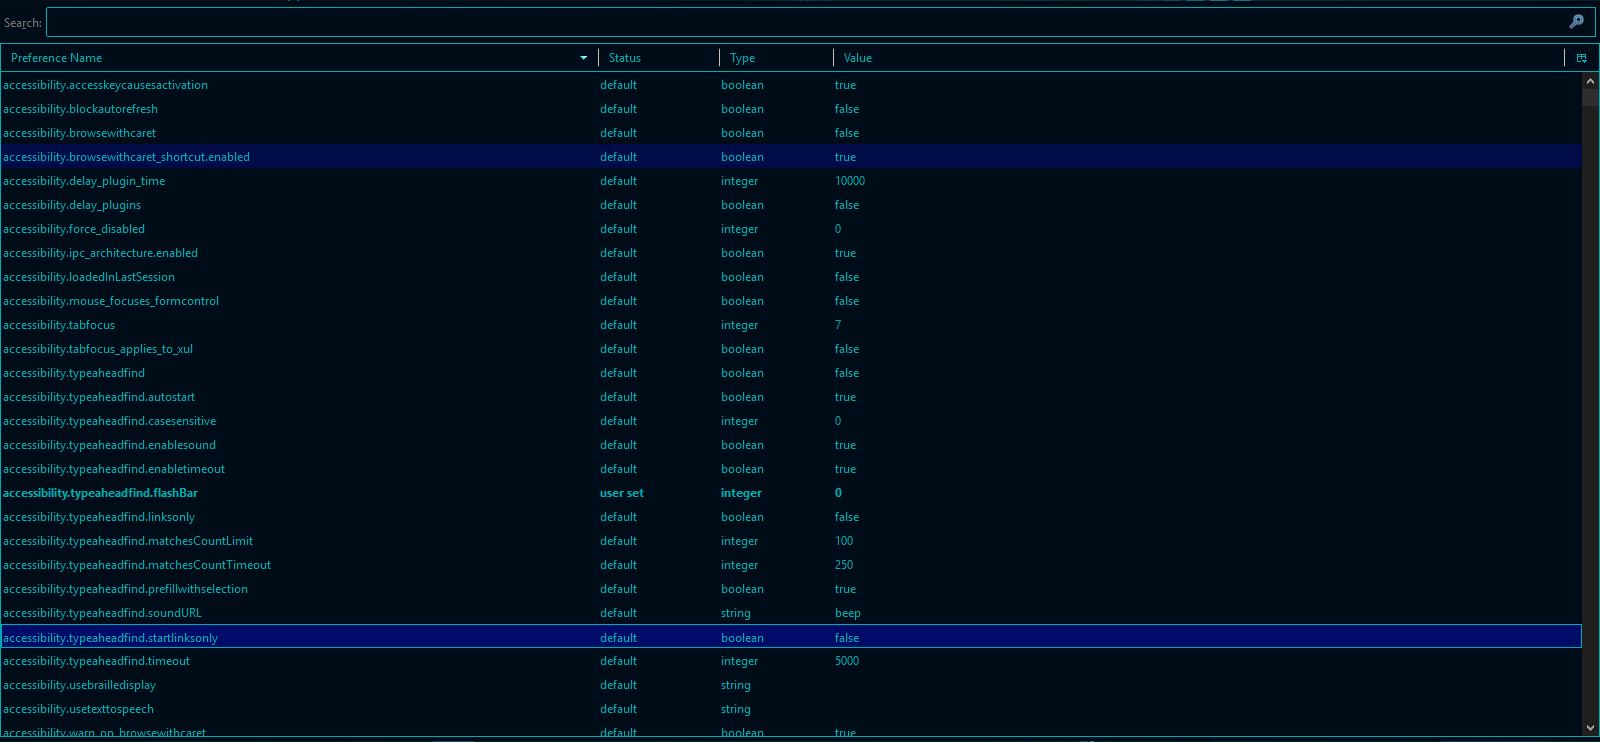 Search:
Preference Name Status Type Value
accessibility.accesskeycausesactivation default boolean true
accessibility.blockautorefresh default boolean false
accessibility.browsewithcaret default boolean false
accessibility.browsewithcaret_shortcut.enabled default boolean true
accessibility.delay_plugin_time default integer 10000
accessibility.delay_plugins default boolean false
accessibility.force_disabled default integer 0
accessibility.ipc_architecture.enabled default boolean true
accessibility.loadedInLastSession default boolean false
accessibility.mouse_focuses_formcontrol default boolean false
accessibility.tabfocus default integer 7
accessibility.tabfocus_applies_to_xul default boolean false
accessibility.typeaheadfind default boolean false
accessibility.typeaheadfind.autostart default boolean true
accessibility.typeaheadfind.casesensitive default integer 0
accessibility.typeaheadfind.enablesound default boolean true
accessibility.typeaheadfind.enabletimeout default boolean true
accessibility.typeaheadfind.flashBar user set integer 0
accessibility.typeaheadfind.linksonly default boolean false
accessibility.typeaheadfind.matchesCountLimit default integer 100
accessibility.typeaheadfind.matchesCountTimeout default integer 250
accessibility.typeaheadfind.prefillwithselection default boolean true
accessibility.typeaheadfind.soundURL default string beep
accessibility.typeaheadfind.startlinksonly default boolean false
accessibility.typeaheadfind.timeout default integer 5000
accessibility.usebrailledisplay default string
accessibility.usetexttospeech default string
accessibility.warn_on_browsewithcaret default boolean true